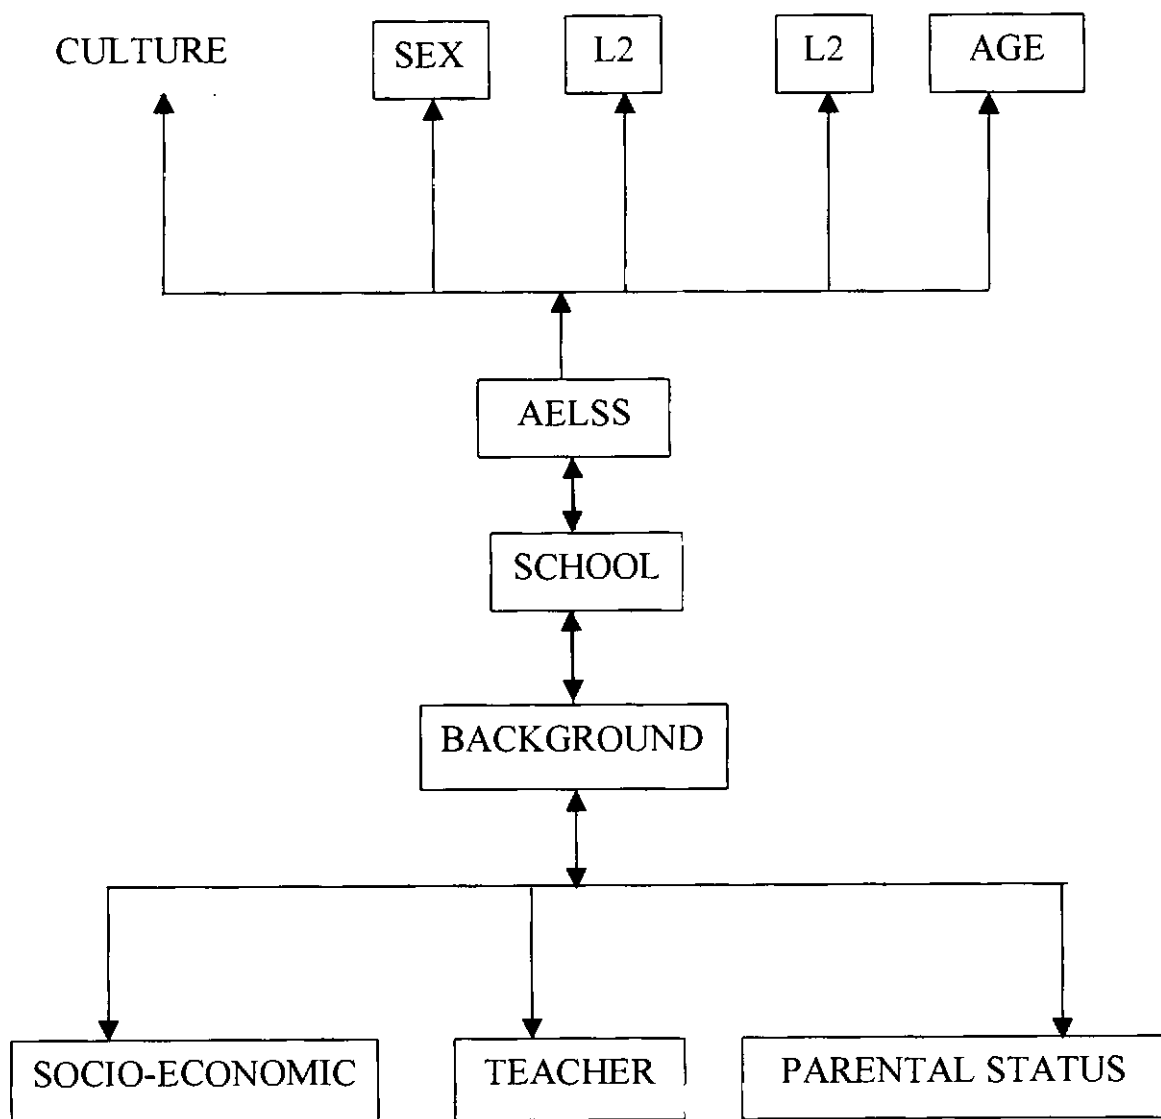 CULTURE
SEX
L2
L2
AGE
AELSS
SCHOOL
BACKGROUND
SOCIO-ECONOMIC
TEACHER
PARENTAL STATUS